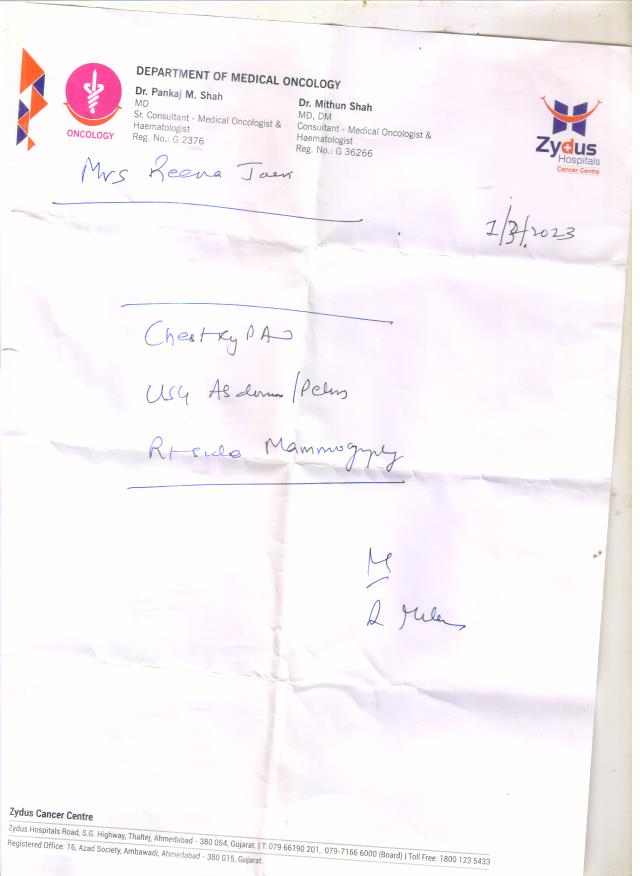 DEPARTMENT OF MEDICAL ONCOLOGY
Dr. Pankaj M. Shah
MD
Sr. Consultant - Medical Oncologist &
Haematologist
Reg. No.: G 2376
Dr. Mithun Shah
MD, DM
Consultant - Medical Oncologist &
Haematologist
Reg. No.: G 36266
ONCOLOGY
Zydus
Hospitals
Cancer Centre
Mrs Reena Jain
1/3/2023
Chest Xry PA
USG Abdomen/Pelvis
Rt side Mammography
Zydus Cancer Centre
Zydus Hospitals Road, S.G. Highway, Thaltej, Ahmedabad - 380 054, Gujarat. | T: 079 66190 201, 079-7166 6000 (Board) | Toll Free: 1800 123 5433
Registered Office: 16, Azad Society, Ambawadi, Ahmedabad - 380 015, Gujarat.